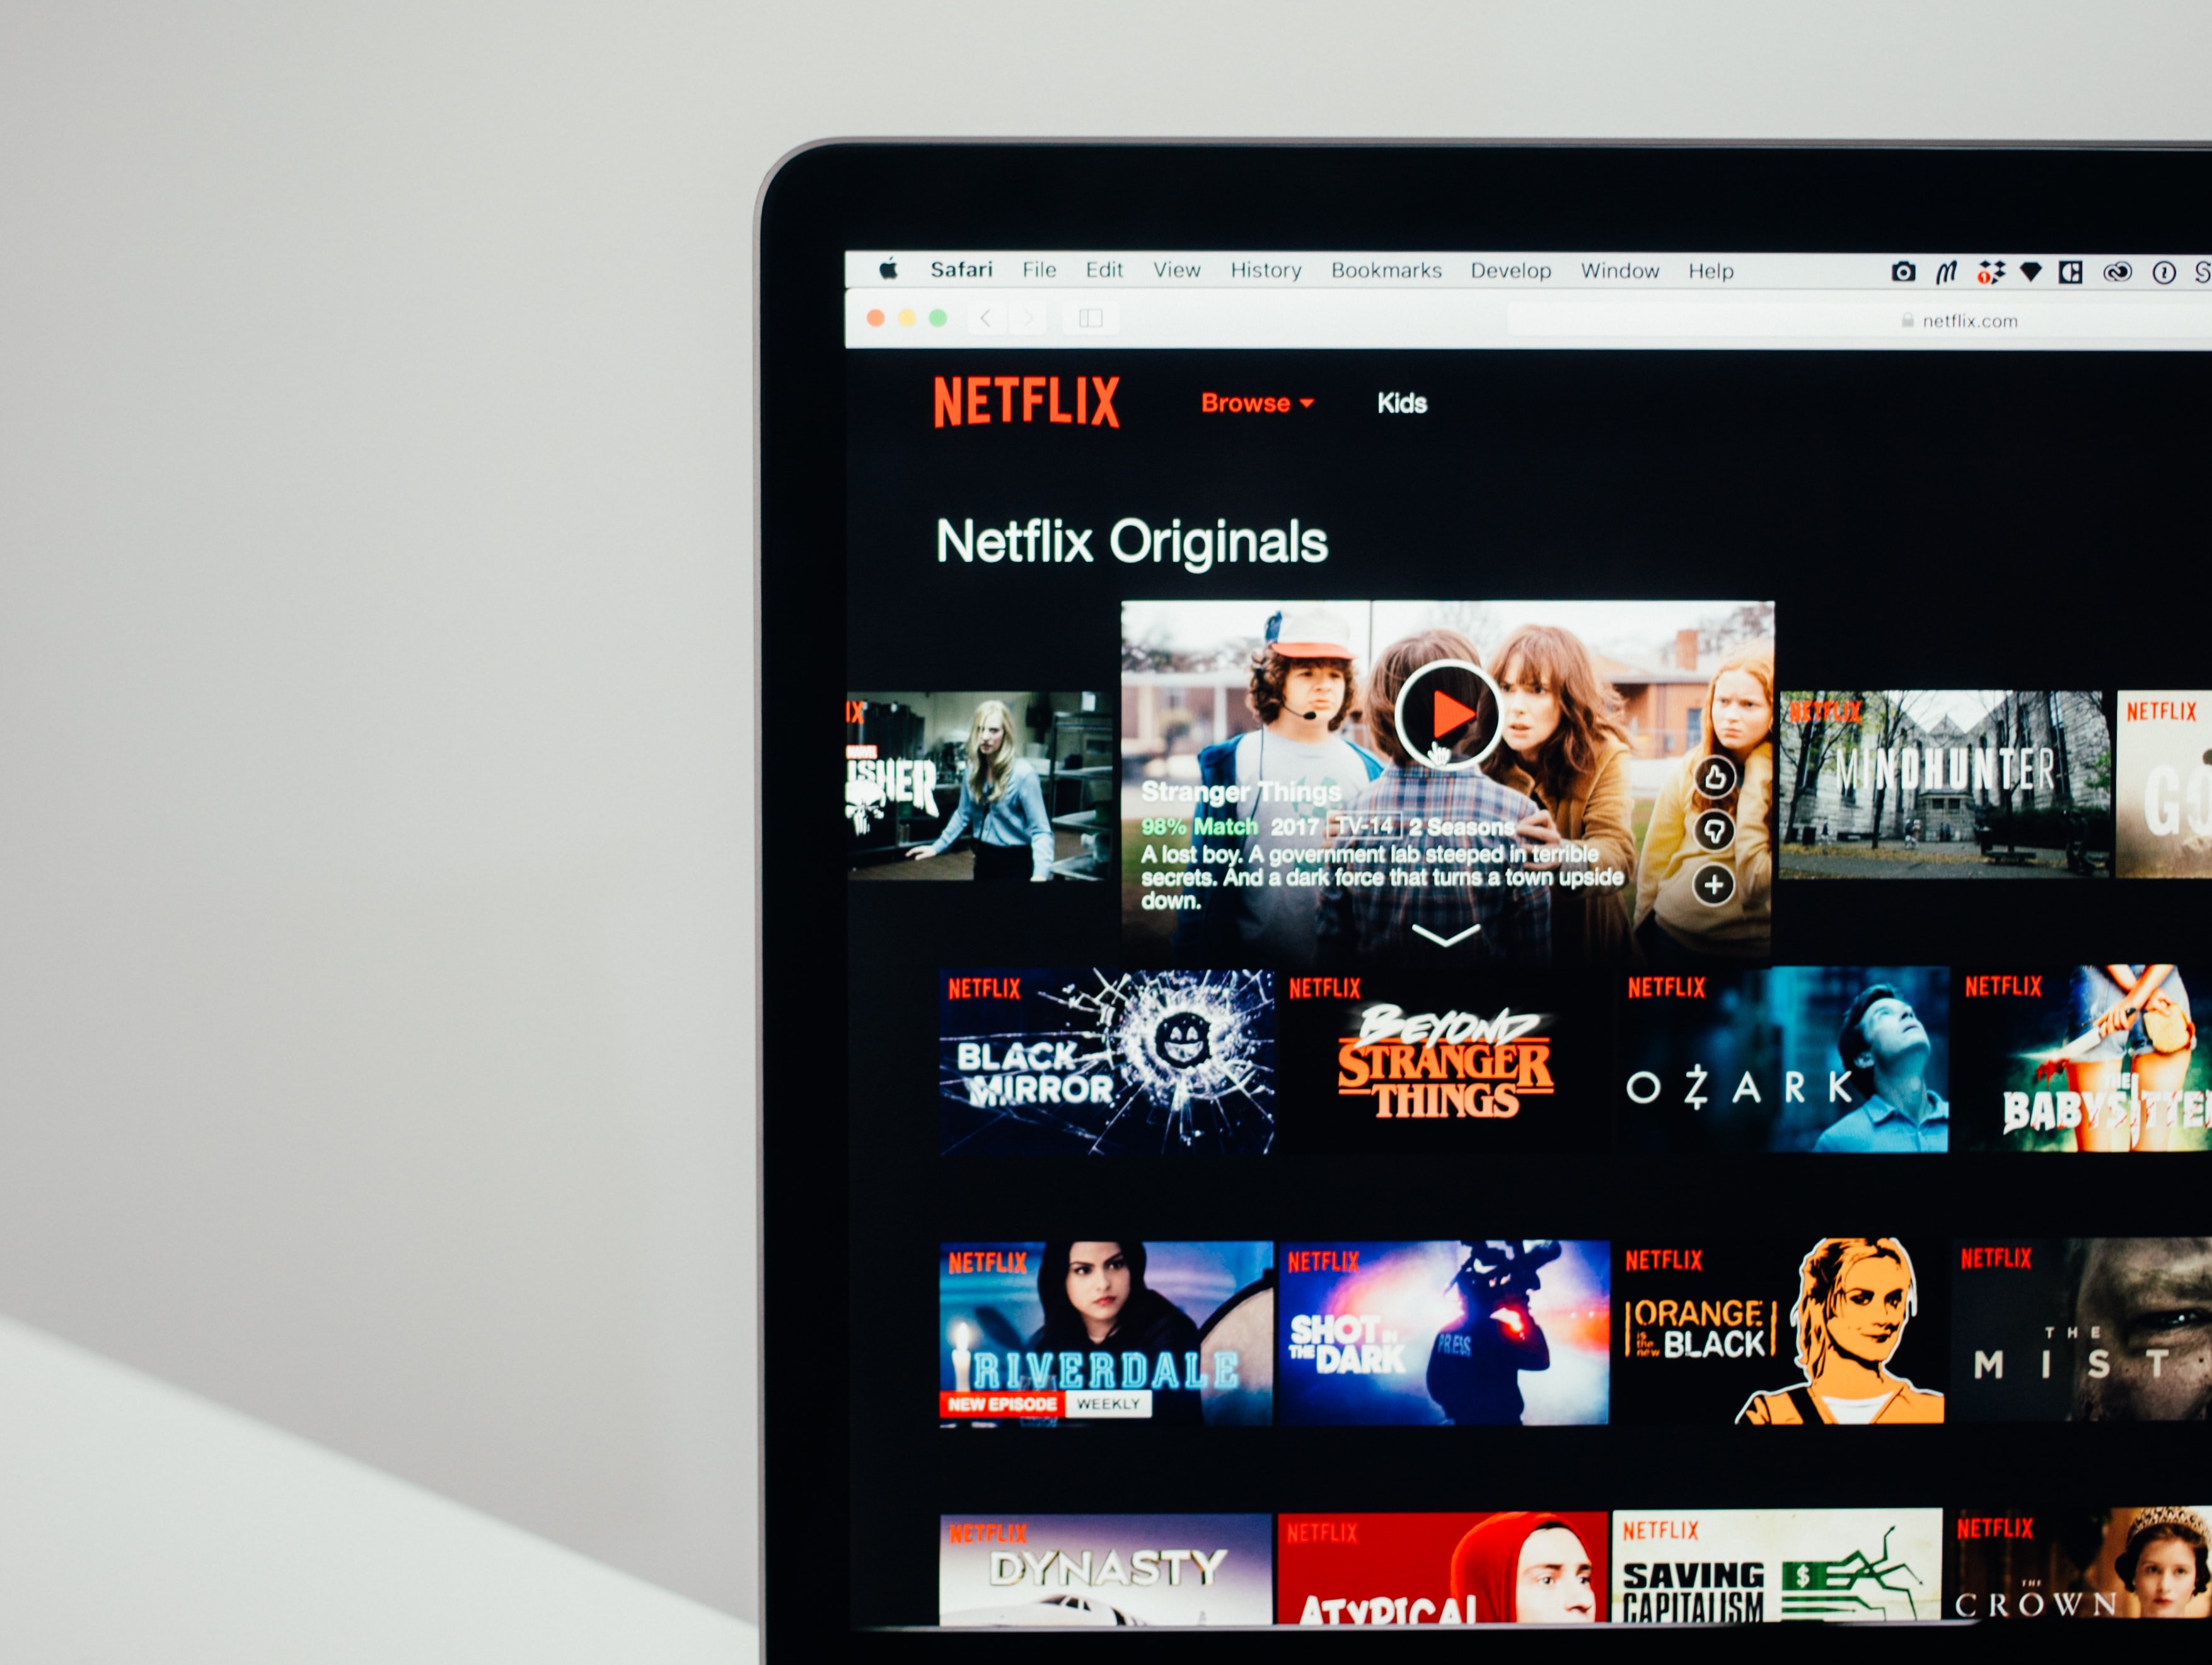 Safari File Edit View History Bookmarks Develop Window Help
netflix.com
NETFLIX Browse Kids
Netflix Originals
IX
MARVEL
ISHER
Stranger Things
98% Match 2017 TV-14 2 Seasons
A lost boy. A government lab steeped in terrible
secrets. And a dark force that turns a town upside
down.
NETFLIX
MINDHUNTER
NETFLIX
GO
NETFLIX
BLACK
MIRROR
NETFLIX
BEYOND
STRANGER
THINGS
NETFLIX
OZARK
NETFLIX
THE
BABYSITTE
NETFLIX
RIVERDALE
NEW EPISODE WEEKLY
NETFLIX
SHOT IN
THE DARK
PRESS
NETFLIX
ORANGE
is the new BLACK
NETFLIX
THE
MIST
NETFLIX
DYNASTY
NETFLIX
ATYPICAL
NETFLIX
SAVING
CAPITALISM
$
NETFLIX
THE
CROWN